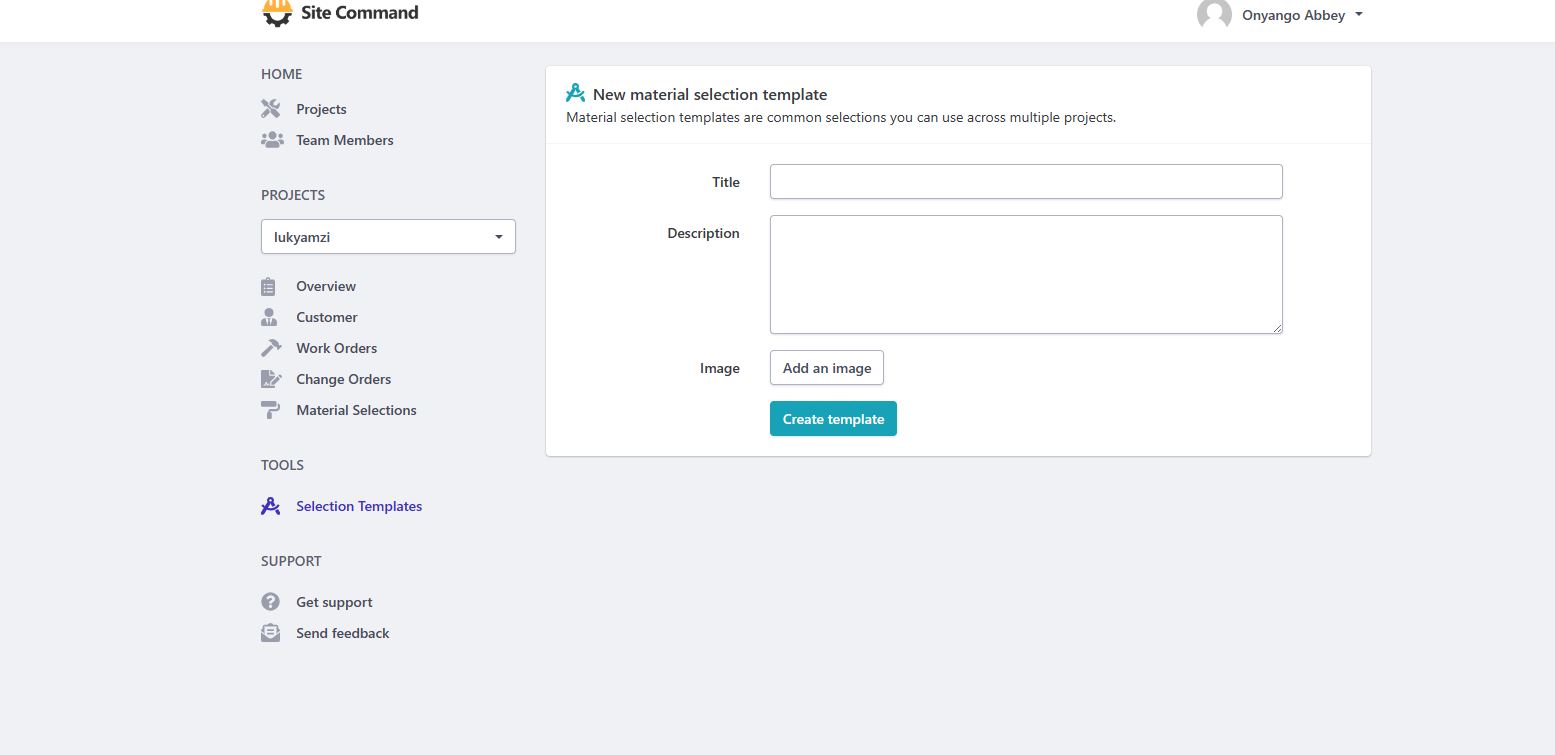 Site Command
Onyango Abbey
HOME
Projects
Team Members
PROJECTS
lukyamzi
Overview
Customer
Work Orders
Change Orders
Material Selections
TOOLS
Selection Templates
SUPPORT
Get support
Send feedback
New material selection template
Material selection templates are common selections you can use across multiple projects.
Title
Description
Image
Add an image
Create template